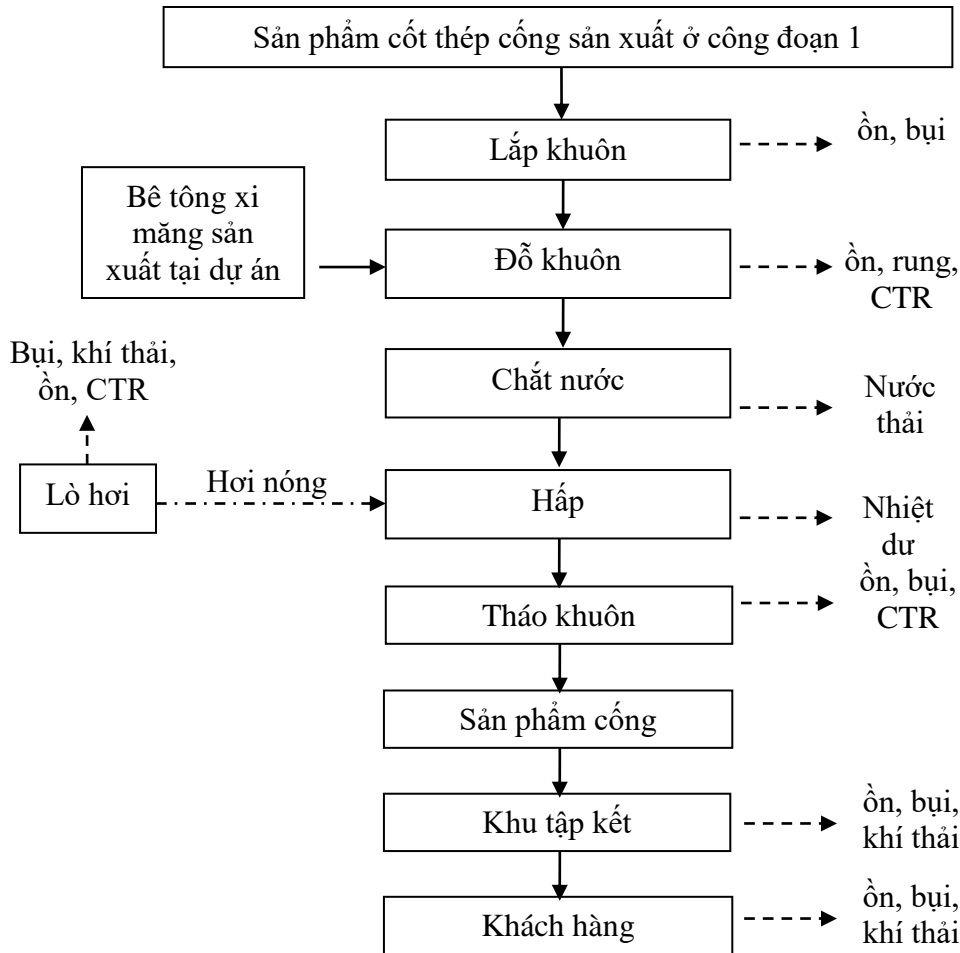 Sản phẩm cốt thép cống sản xuất ở công đoạn 1
Lắp khuôn
ồn, bụi
Bê tông xi
măng sản
xuất tại dự án
Đỗ khuôn
ồn, rung,
CTR
Bụi, khí thải,
ồn, CTR
Chắt nước
Nước
thải
Lò hơi
Hơi nóng
Hấp
Nhiệt
dư
Tháo khuôn
ồn, bụi,
CTR
Sản phẩm cống
Khu tập kết
ồn, bụi,
khí thải
Khách hàng
ồn, bụi,
khí thải